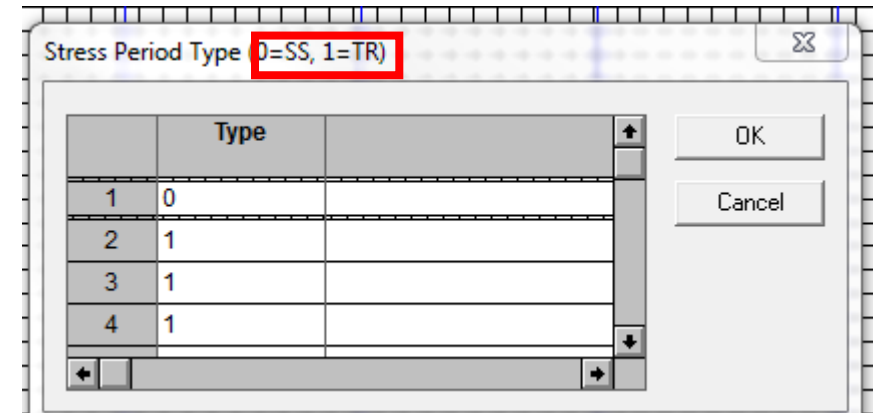 Stress Period Type (0=SS, 1=TR)
Type
OK
1 0
Cancel
2 1
3 1
4 1